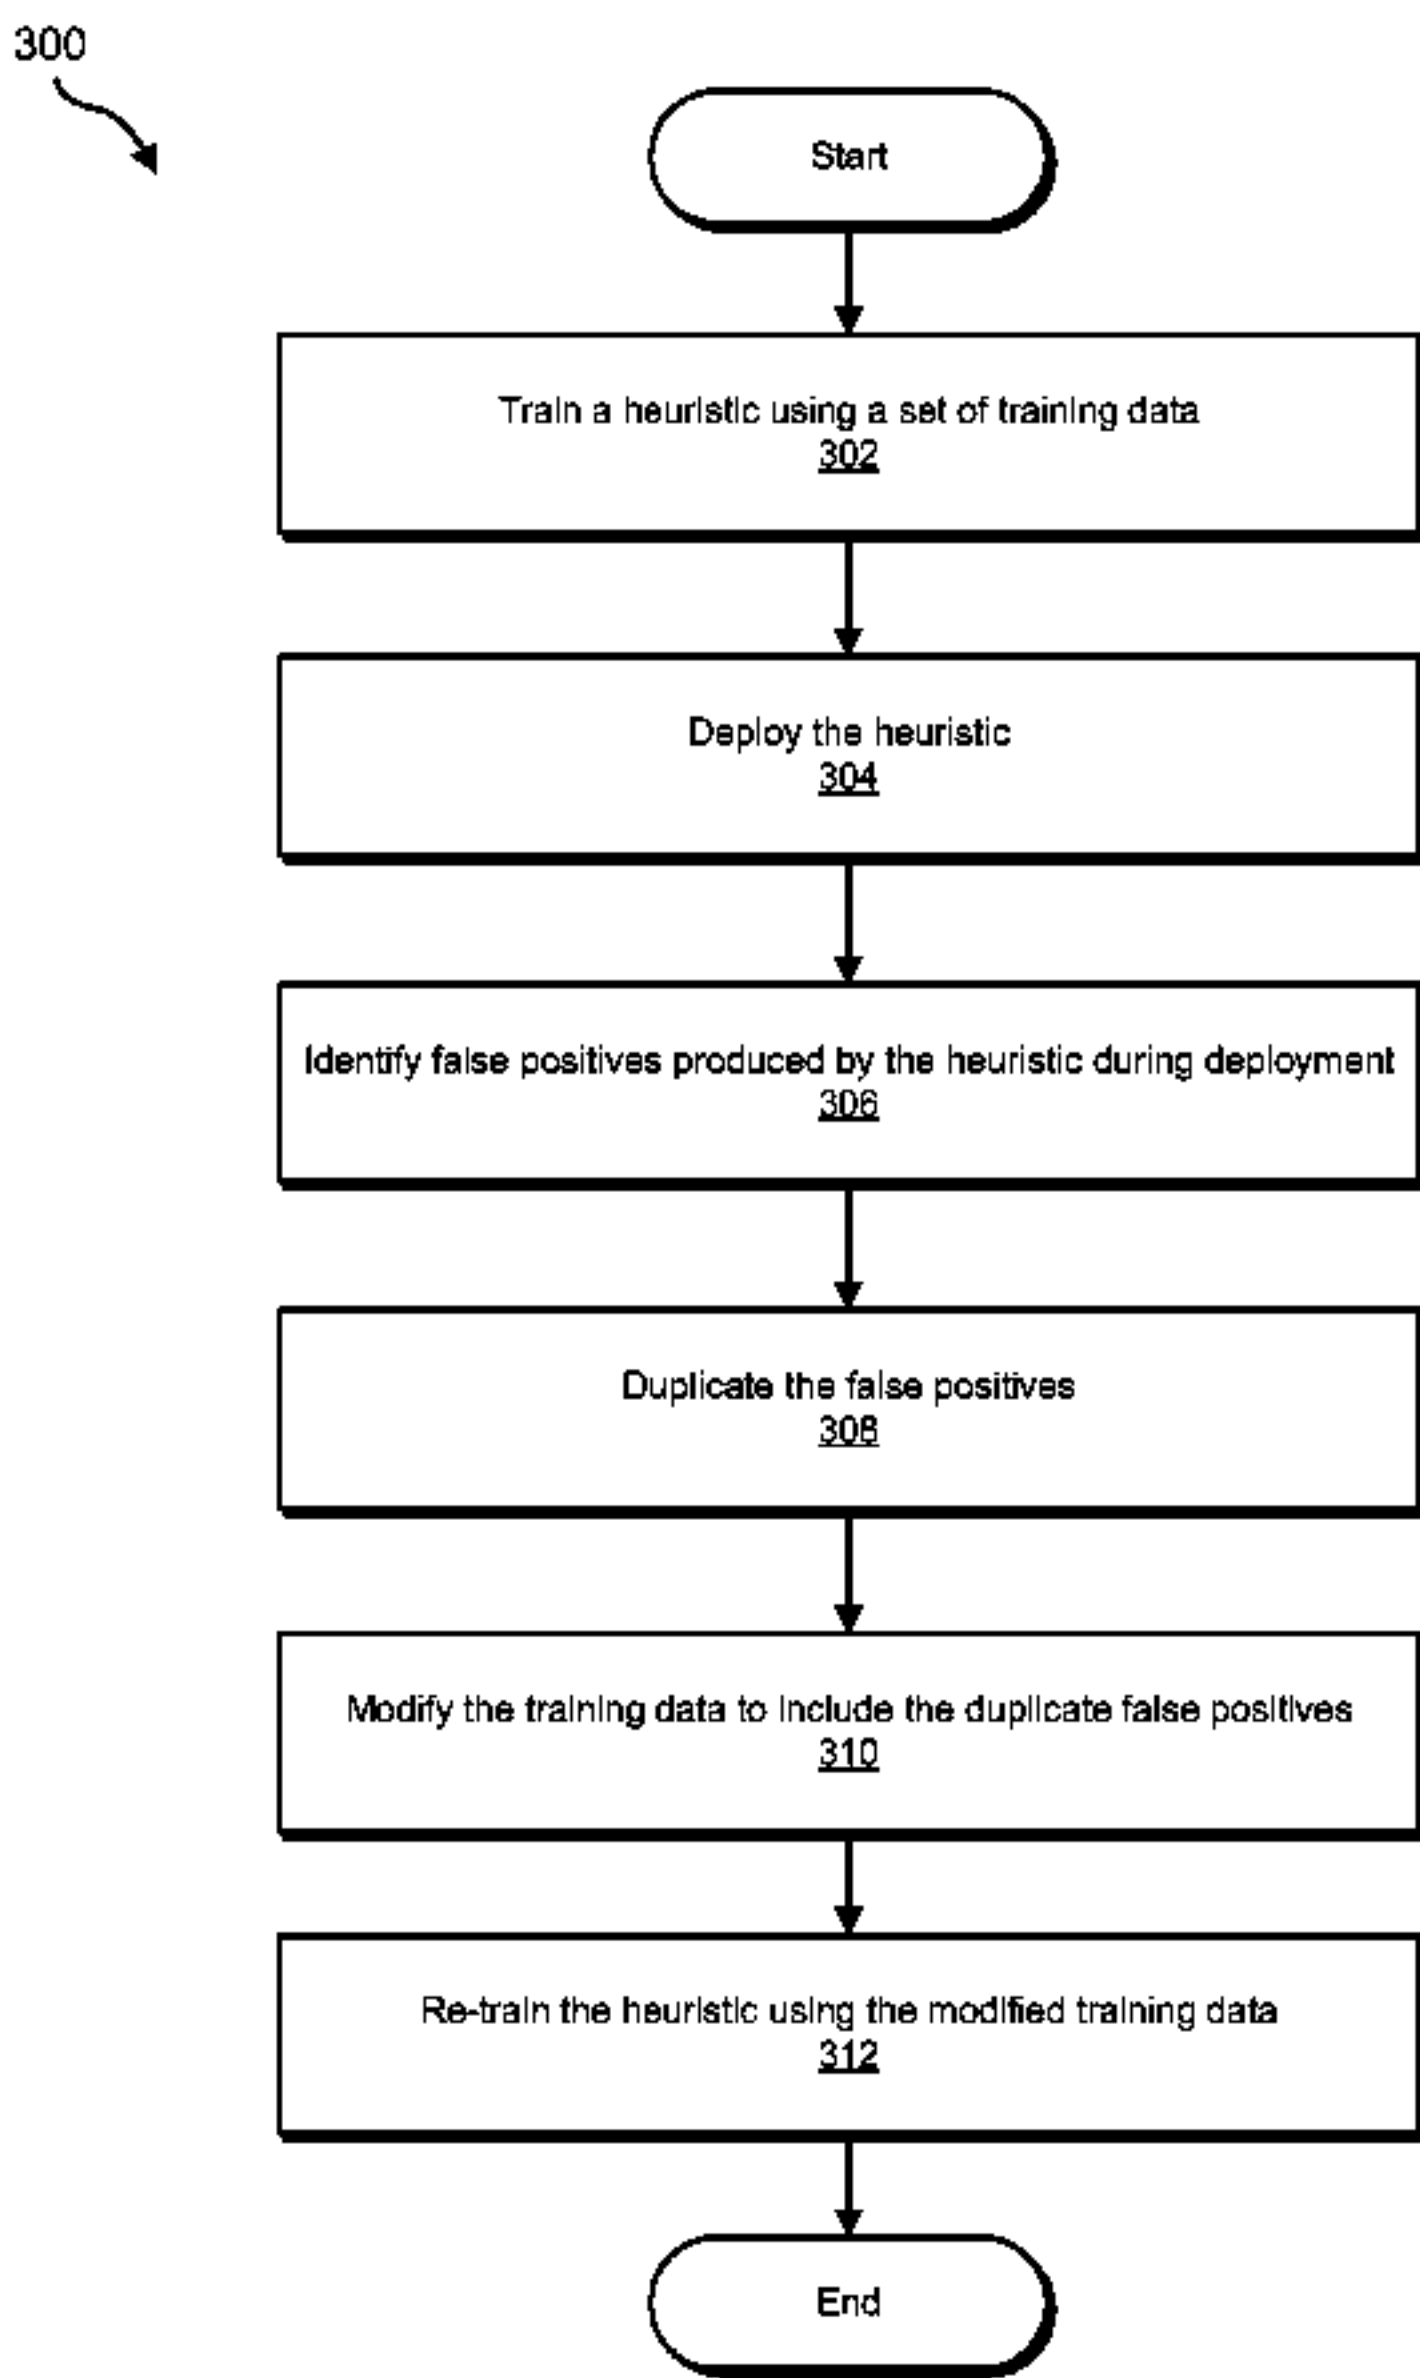 300
Start
Train a heuristic using a set of training data
302
Deploy the heuristic
304
Identify false positives produced by the heuristic during deployment
306
Duplicate the false positives
308
Modify the training data to include the duplicate false positives
310
Re-train the heuristic using the modified training data
312
End